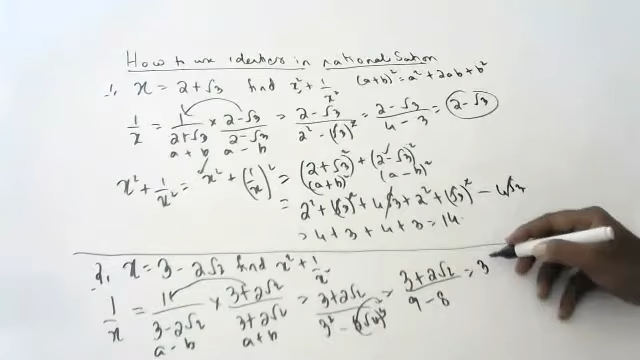 How to use identities in rationalisation
1. x = 2+√3 find x² + 1/x² (a+b)² = a² + 2ab + b²
1/x = 1/(2+√3) × (2-√3)/(2-√3) = (2-√3)/(2² - (√3)²) = (2-√3)/(4-3) = 2-√3
a+b a-b
x² + 1/x² = x² + (1/x)² = (2+√3)² + (2-√3)²
(a+b)² (a-b)²
= 2² + (√3)² + 4√3 + 2² + (√3)² - 4√3
= 4+3+4+3 = 14.
2. x = 3-2√2 find x² + 1/x²
1/x = 1/(3-2√2) × (3+2√2)/(3+2√2) = (3+2√2)/(3² - (2√2)²) = (3+2√2)/(9-8) = 3
a-b a+b